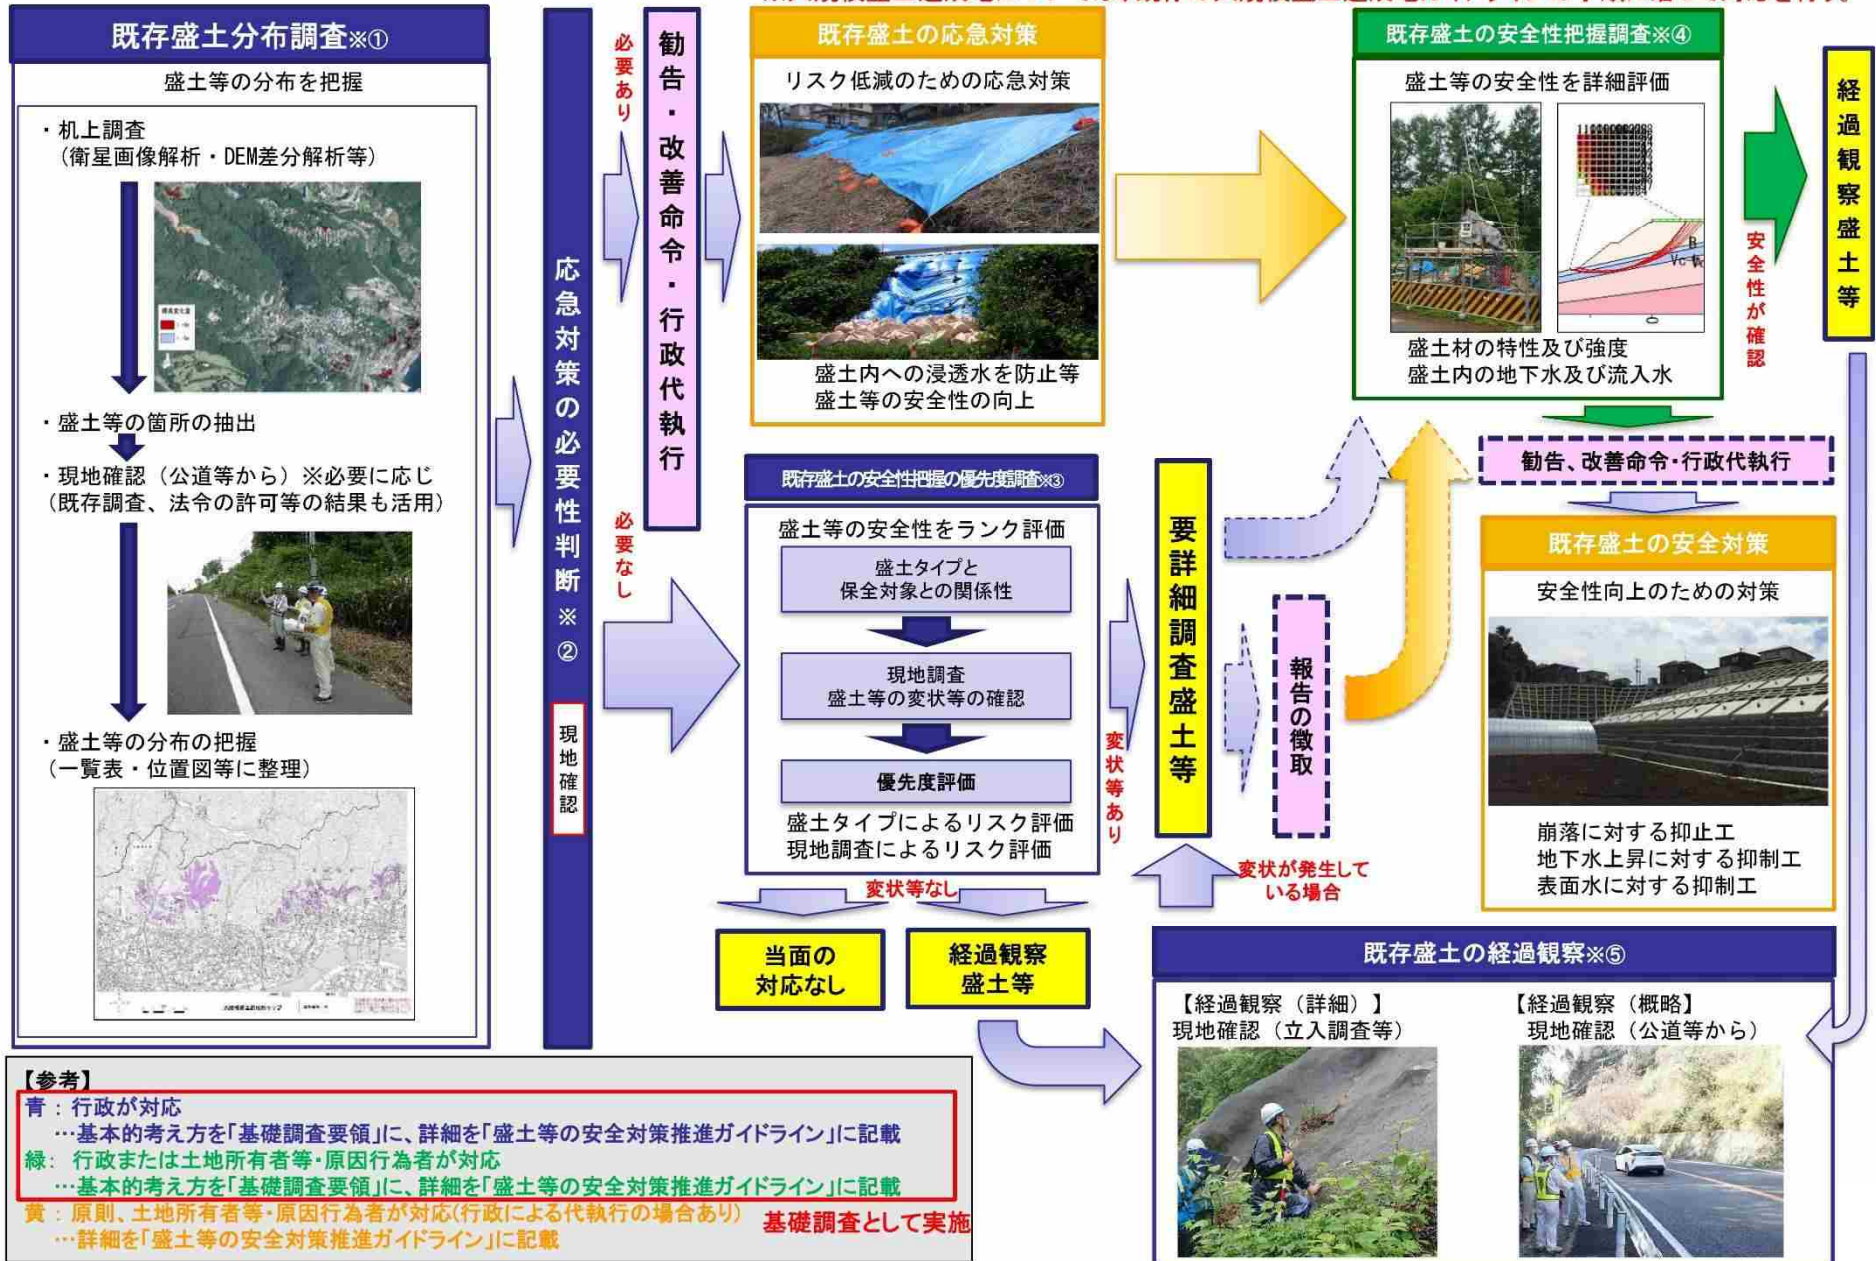 既存盛土分布調査※①
盛土等の分布を把握
・机上調査
(衛星画像解析・DEM差分解析等)
・盛土等の箇所の抽出
・現地確認（公道等から）※必要に応じ
(既存調査、法令の許可等の結果も活用)
・盛土等の分布の把握
(一覧表・位置図等に整理)
応急対策の必要性判断※②
現地確認
必要あり
必要なし
勧告・改善命令・行政代執行
既存盛土の応急対策
リスク低減のための応急対策
盛土内への浸透水を防止等
盛土等の安全性の向上
既存盛土の安全性把握の優先度調査※③
盛土等の安全性をランク評価
盛土タイプと
保全対象との関係性
現地調査
盛土等の変状等の確認
優先度評価
盛土タイプによるリスク評価
現地調査によるリスク評価
変状等なし
変状等あり
当面の
対応なし
経過観察
盛土等
要詳細調査盛土等
報告の徴取
変状が発生して
いる場合
既存盛土の安全性把握調査※④
盛土等の安全性を詳細評価
盛土材の特性及び強度
盛土内の地下水及び流入水
安全性が確認
経過観察盛土等
勧告、改善命令・行政代執行
既存盛土の安全対策
安全性向上のための対策
崩落に対する抑止工
地下水上昇に対する抑制工
表面水に対する抑制工
既存盛土の経過観察※⑤
【経過観察（詳細）】
現地確認（立入調査等）
【経過観察（概略】
現地確認（公道等から）
【参考】
青：行政が対応
…基本的考え方を「基礎調査要領」に、詳細を「盛土等の安全対策推進ガイドライン」に記載
緑： 行政または土地所有者等・原因行為者が対応
…基本的考え方を「基礎調査要領」に、詳細を「盛土等の安全対策推進ガイドライン」に記載
黄：原則、土地所有者等・原因行為者が対応(行政による代執行の場合あり)
…詳細を「盛土等の安全対策推進ガイドライン」に記載
基礎調査として実施